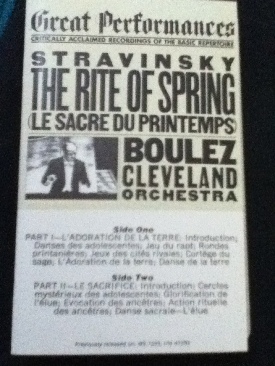 Great Performances
CRITICALLY ACCLAIMED RECORDINGS OF THE BASIC REPERTOIRE
STRAVINSKY
THE RITE OF SPRING
(LE SACRE DU PRINTEMPS)
BOULEZ
CLEVELAND
ORCHESTRA
Side One
PART I—L'ADORATION DE LA TERRE: Introduction;
Danses des adolescentes; Jeu du rapt; Rondes
printanières; Jeux des cités rivales; Cortège du
sage; L'Adoration de la terre; Danse de la terre
Side Two
PART II—LE SACRIFICE: Introduction; Cercles
mystérieux des adolescentes; Glorification de
l'élue; Evocation des ancêtres; Action rituelle
des ancêtres; Danse sacrale—L'élue
Previously released on